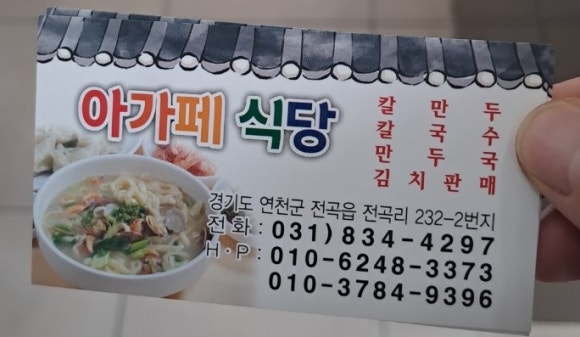 아가페 식당
칼만두
칼국수
만두국
김치판매
경기도 연천군 전곡읍 전곡리 232-2번지
전화 : 031) 834-4297
H·P : 010-6248-3373
010-3784-9396